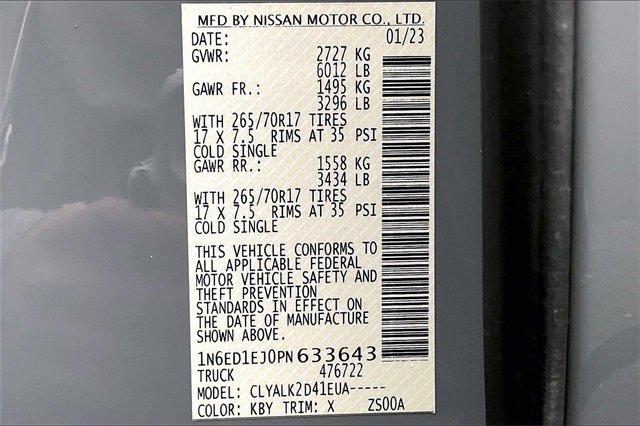 MFD BY NISSAN MOTOR CO., LTD.
DATE: 01/23
GVWR: 2727 KG
6012 LB
GAWR FR.: 1495 KG
3296 LB
WITH 265/70R17 TIRES
17 X 7.5 RIMS AT 35 PSI
COLD SINGLE
GAWR RR.: 1558 KG
3434 LB
WITH 265/70R17 TIRES
17 X 7.5 RIMS AT 35 PSI
COLD SINGLE
THIS VEHICLE CONFORMS TO
ALL APPLICABLE FEDERAL
MOTOR VEHICLE SAFETY AND
THEFT PREVENTION
STANDARDS IN EFFECT ON
THE DATE OF MANUFACTURE
SHOWN ABOVE.
1N6ED1EJ0PN633643
TRUCK 476722
MODEL: CLYALK2D41EUA-----
COLOR: KBY TRIM: X ZS00A